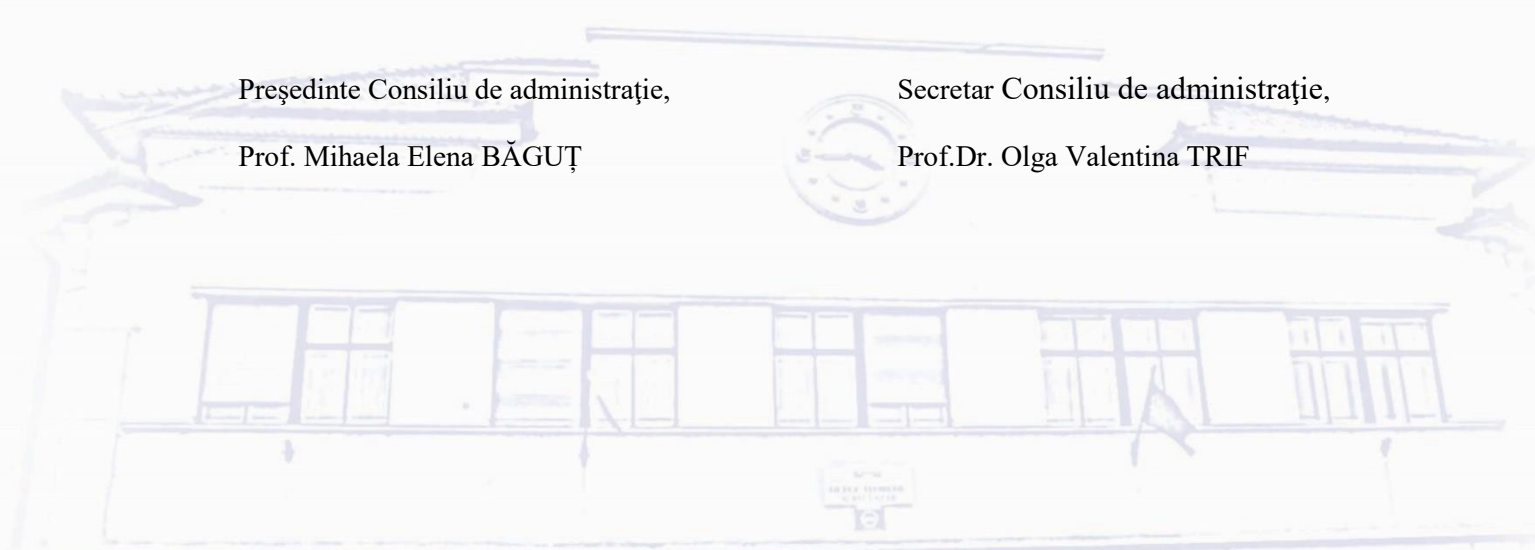 Preşedinte Consiliu de administraţie,
Secretar Consiliu de administraţie,
Prof. Mihaela Elena BĂGUȚ
Prof.Dr. Olga Valentina TRIF